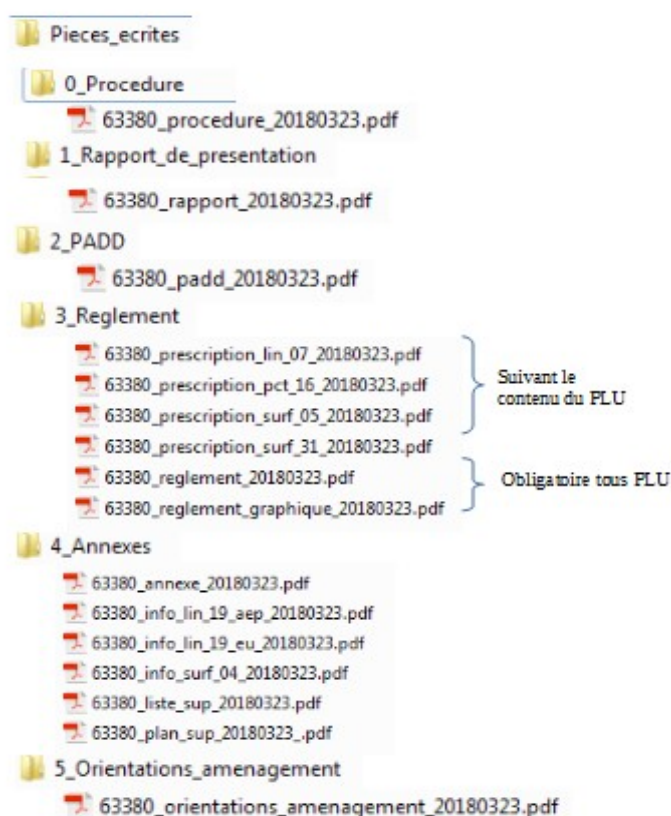 Pieces_ecrites
0_Procedure
63380_procedure_20180323.pdf
1_Rapport_de_presentation
63380_rapport_20180323.pdf
2_PADD
63380_padd_20180323.pdf
3_Reglement
63380_prescription_lin_07_20180323.pdf
63380_prescription_pct_16_20180323.pdf
Suivant le
contenu du PLU
63380_prescription_surf_05_20180323.pdf
63380_prescription_surf_31_20180323.pdf
63380_reglement_20180323.pdf
Obligatoire tous PLU
63380_reglement_graphique_20180323.pdf
4_Annexes
63380_annexe_20180323.pdf
63380_info_lin_19_aep_20180323.pdf
63380_info_lin_19_eu_20180323.pdf
63380_info_surf_04_20180323.pdf
63380_liste_sup_20180323.pdf
63380_plan_sup_20180323_.pdf
5_Orientations_amenagement
63380_orientations_amenagement_20180323.pdf